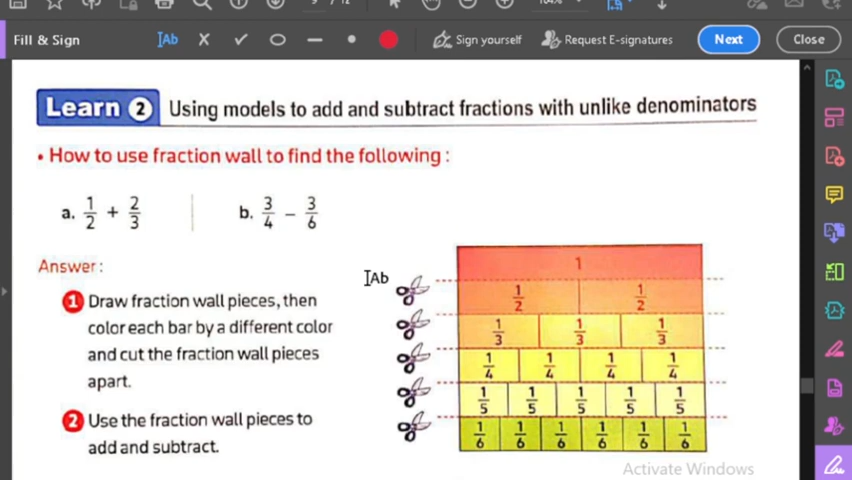 Fill & Sign
Ab
Sign yourself
Request E-signatures
Next
Close
Learn 2 Using models to add and subtract fractions with unlike denominators
• How to use fraction wall to find the following :
a. 1/2 + 2/3 b. 3/4 - 3/6
Answer :
Ab
1 Draw fraction wall pieces, then
color each bar by a different color
and cut the fraction wall pieces
apart.
2 Use the fraction wall pieces to
add and subtract.
1
1/2 1/2
1/3 1/3 1/3
1/4 1/4 1/4 1/4
1/5 1/5 1/5 1/5 1/5
1/6 1/6 1/6 1/6 1/6 1/6
Activate Windows